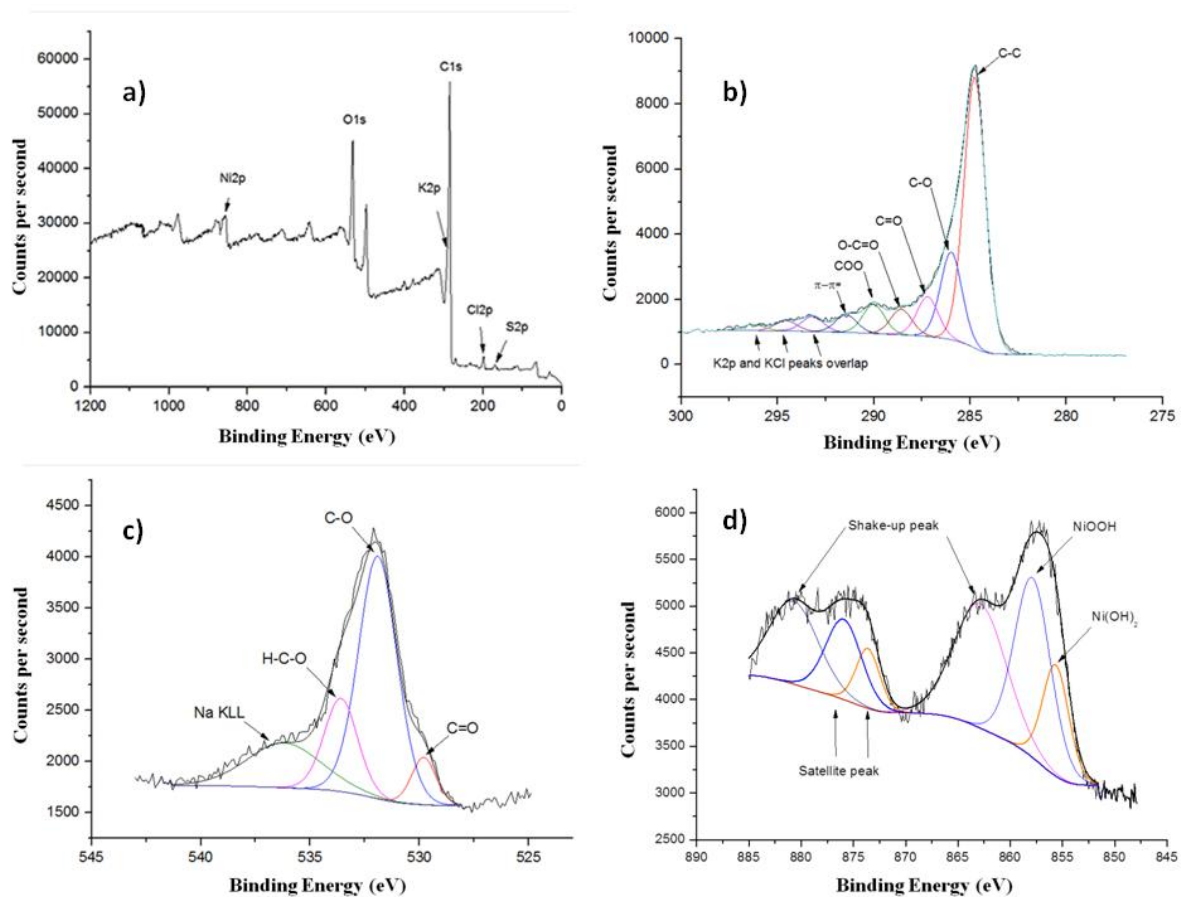 a)
60000
50000
40000
30000
20000
10000
0
Counts per second
Ni2p
O1s
K2p
C1s
Cl2p
S2p
1200 1000 800 600 400 200 0
Binding Energy (eV)
b)
10000
8000
6000
4000
2000
0
Counts per second
C-C
C-O
C=O
O-C=O
COO
π-π*
K2p and KCl peaks overlap
300 295 290 285 280 275
Binding Energy (eV)
c)
4500
4000
3500
3000
2500
2000
1500
Counts per second
C-O
H-C-O
Na KLL
C=O
545 540 535 530 525
Binding Energy (eV)
d)
6000
5500
5000
4500
4000
3500
3000
2500
Counts per second
Shake-up peak
NiOOH
Ni(OH)₂
Satellite peak
890 885 880 875 870 865 860 855 850 845
Binding Energy (eV)